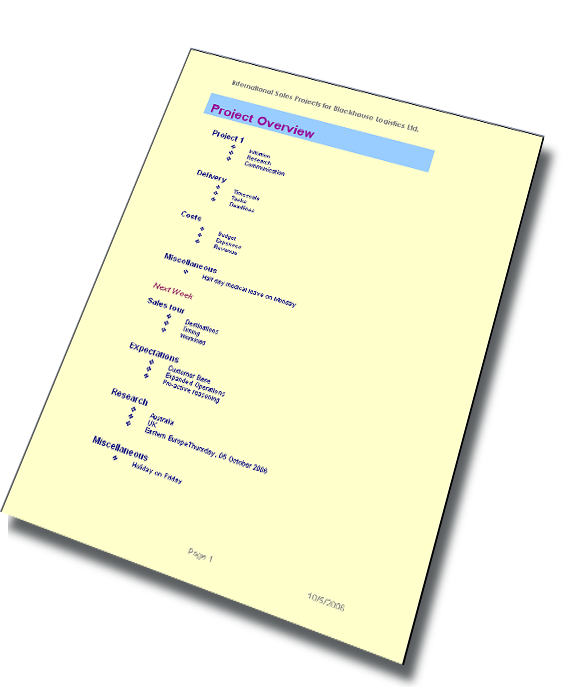 International Sales Projects for Blackhouse Logistics Ltd.
Project Overview
Project 1
Initiation
Research
Communication
Delivery
Timescale
Tasks
Deadlines
Costs
Budget
Expenses
Revenue
Miscellaneous
Half day medical leave on Monday
Next Week
Sales tour
Destinations
Timing
Workload
Expectations
Customer Base
Expanded Operations
Pro-active reasoning
Research
Australia
UK
Eastern EuropeThursday, 05 October 2006
Miscellaneous
Holiday on Friday
Page 1
10/5/2006